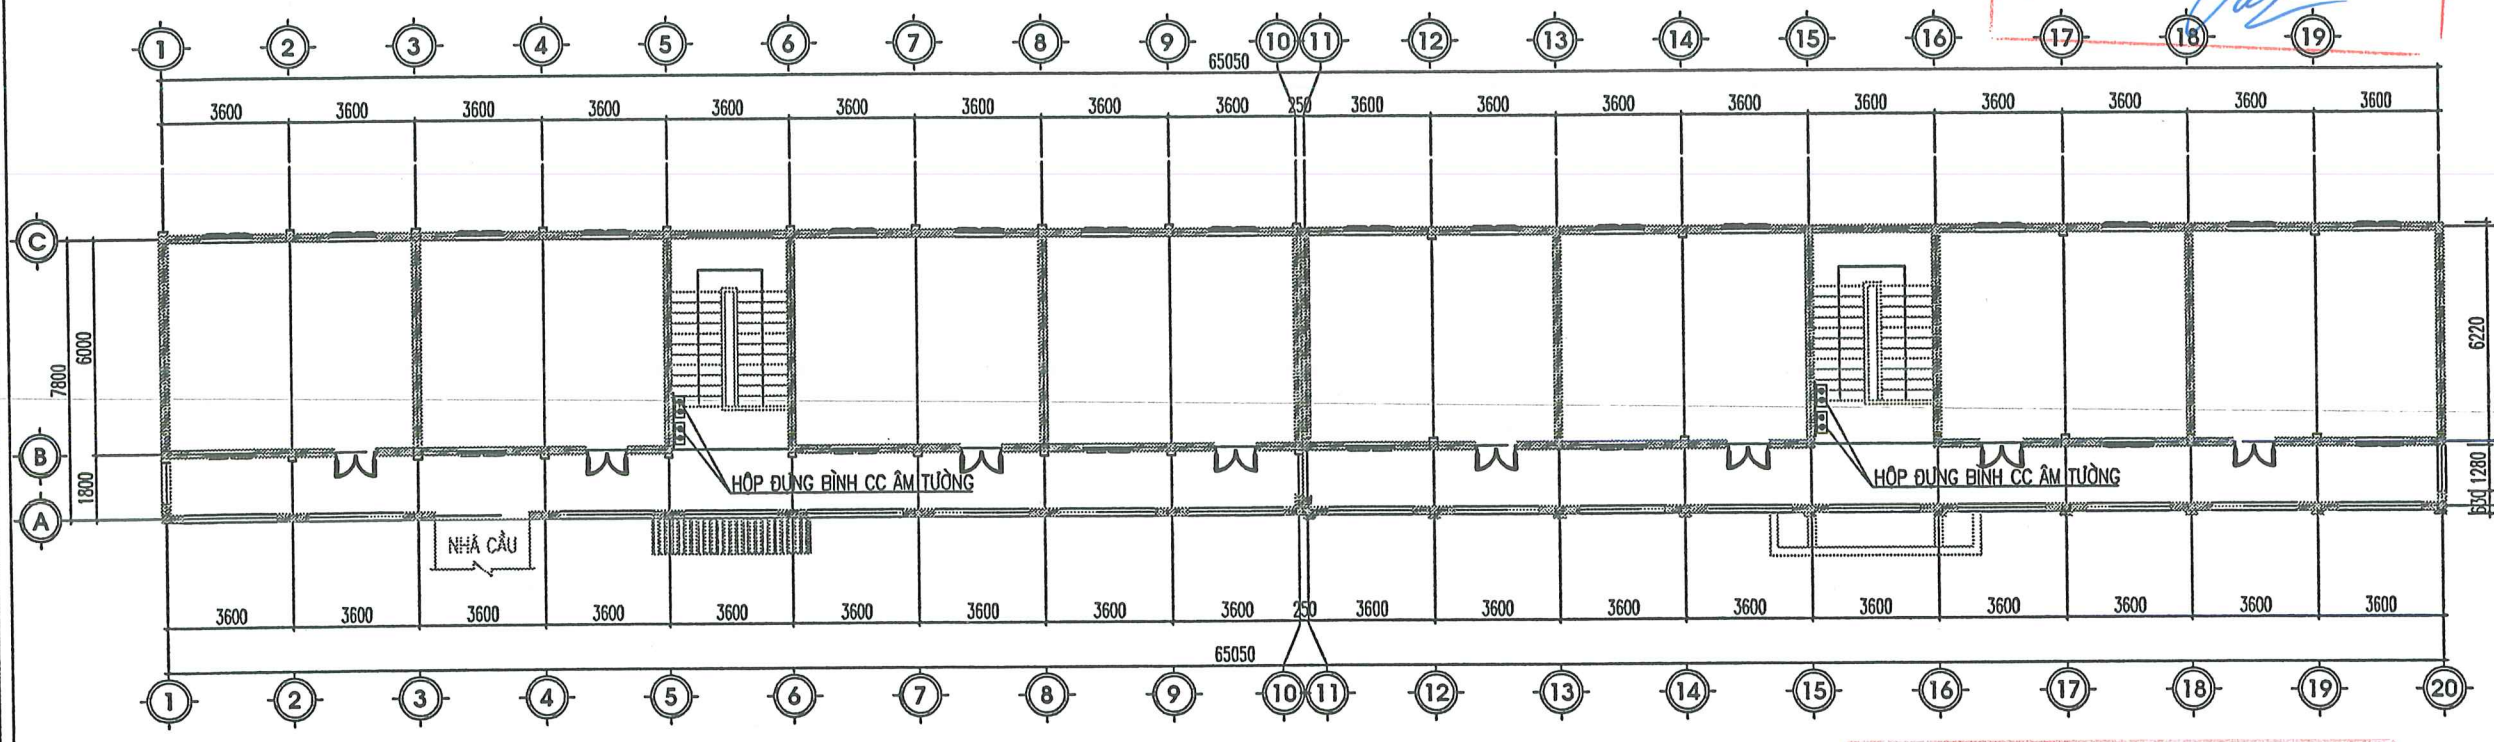 1 2 3 4 5 6 7 8 9 10 11 12 13 14 15 16 17 18 19
65050
3600 3600 3600 3600 3600 3600 3600 3600 3600 250 3600 3600 3600 3600 3600 3600 3600 3600 3600
C
6000
7800
6220
B
HỘP ĐỰNG BÌNH CC ÂM TƯỜNG
HỘP ĐỰNG BÌNH CC ÂM TƯỜNG
1800
1280
630
A
NHÀ CẦU
3600 3600 3600 3600 3600 3600 3600 3600 3600 250 3600 3600 3600 3600 3600 3600 3600 3600 3600
65050
1 2 3 4 5 6 7 8 9 10 11 12 13 14 15 16 17 18 19 20